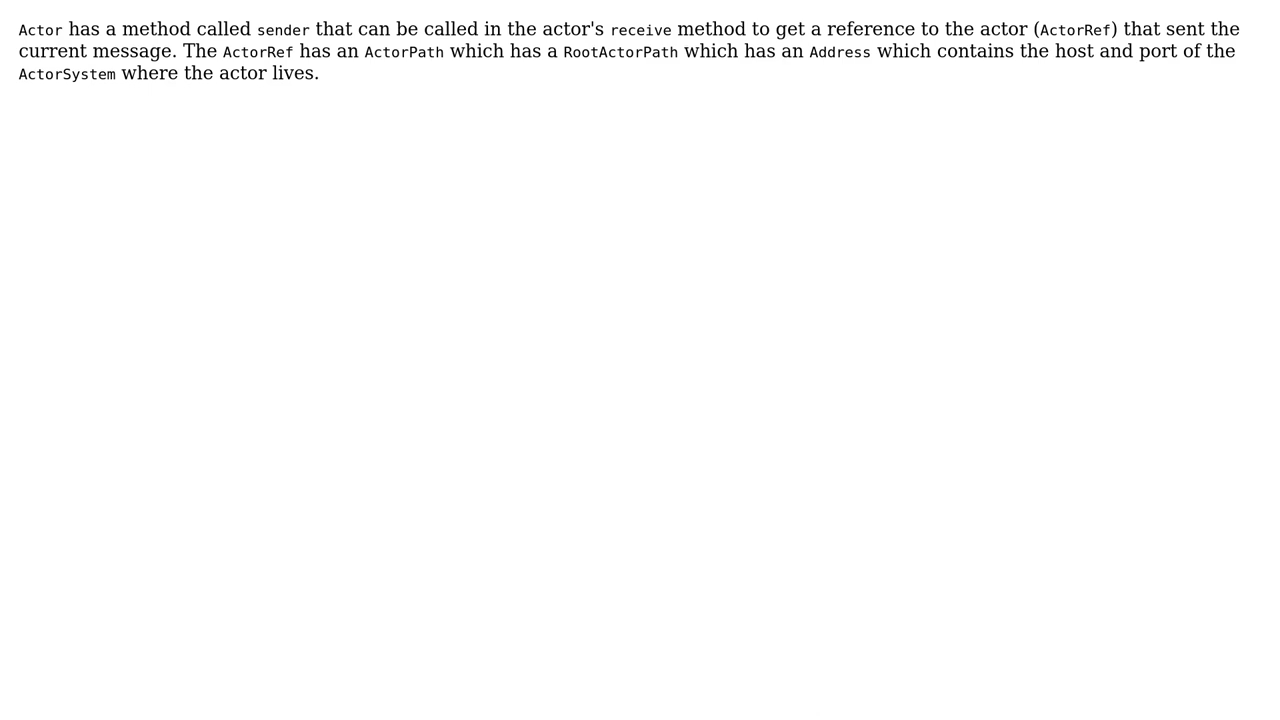 Actor has a method called sender that can be called in the actor's receive method to get a reference to the actor (ActorRef) that sent the
current message. The ActorRef has an ActorPath which has a RootActorPath which has an Address which contains the host and port of the
ActorSystem where the actor lives.